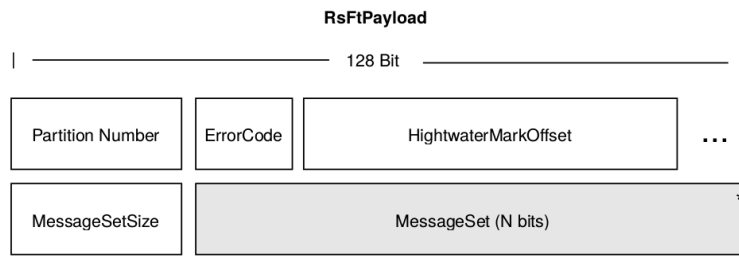 RsFtPayload
128 Bit
Partition Number ErrorCode HightwaterMarkOffset ...
MessageSetSize MessageSet (N bits) *